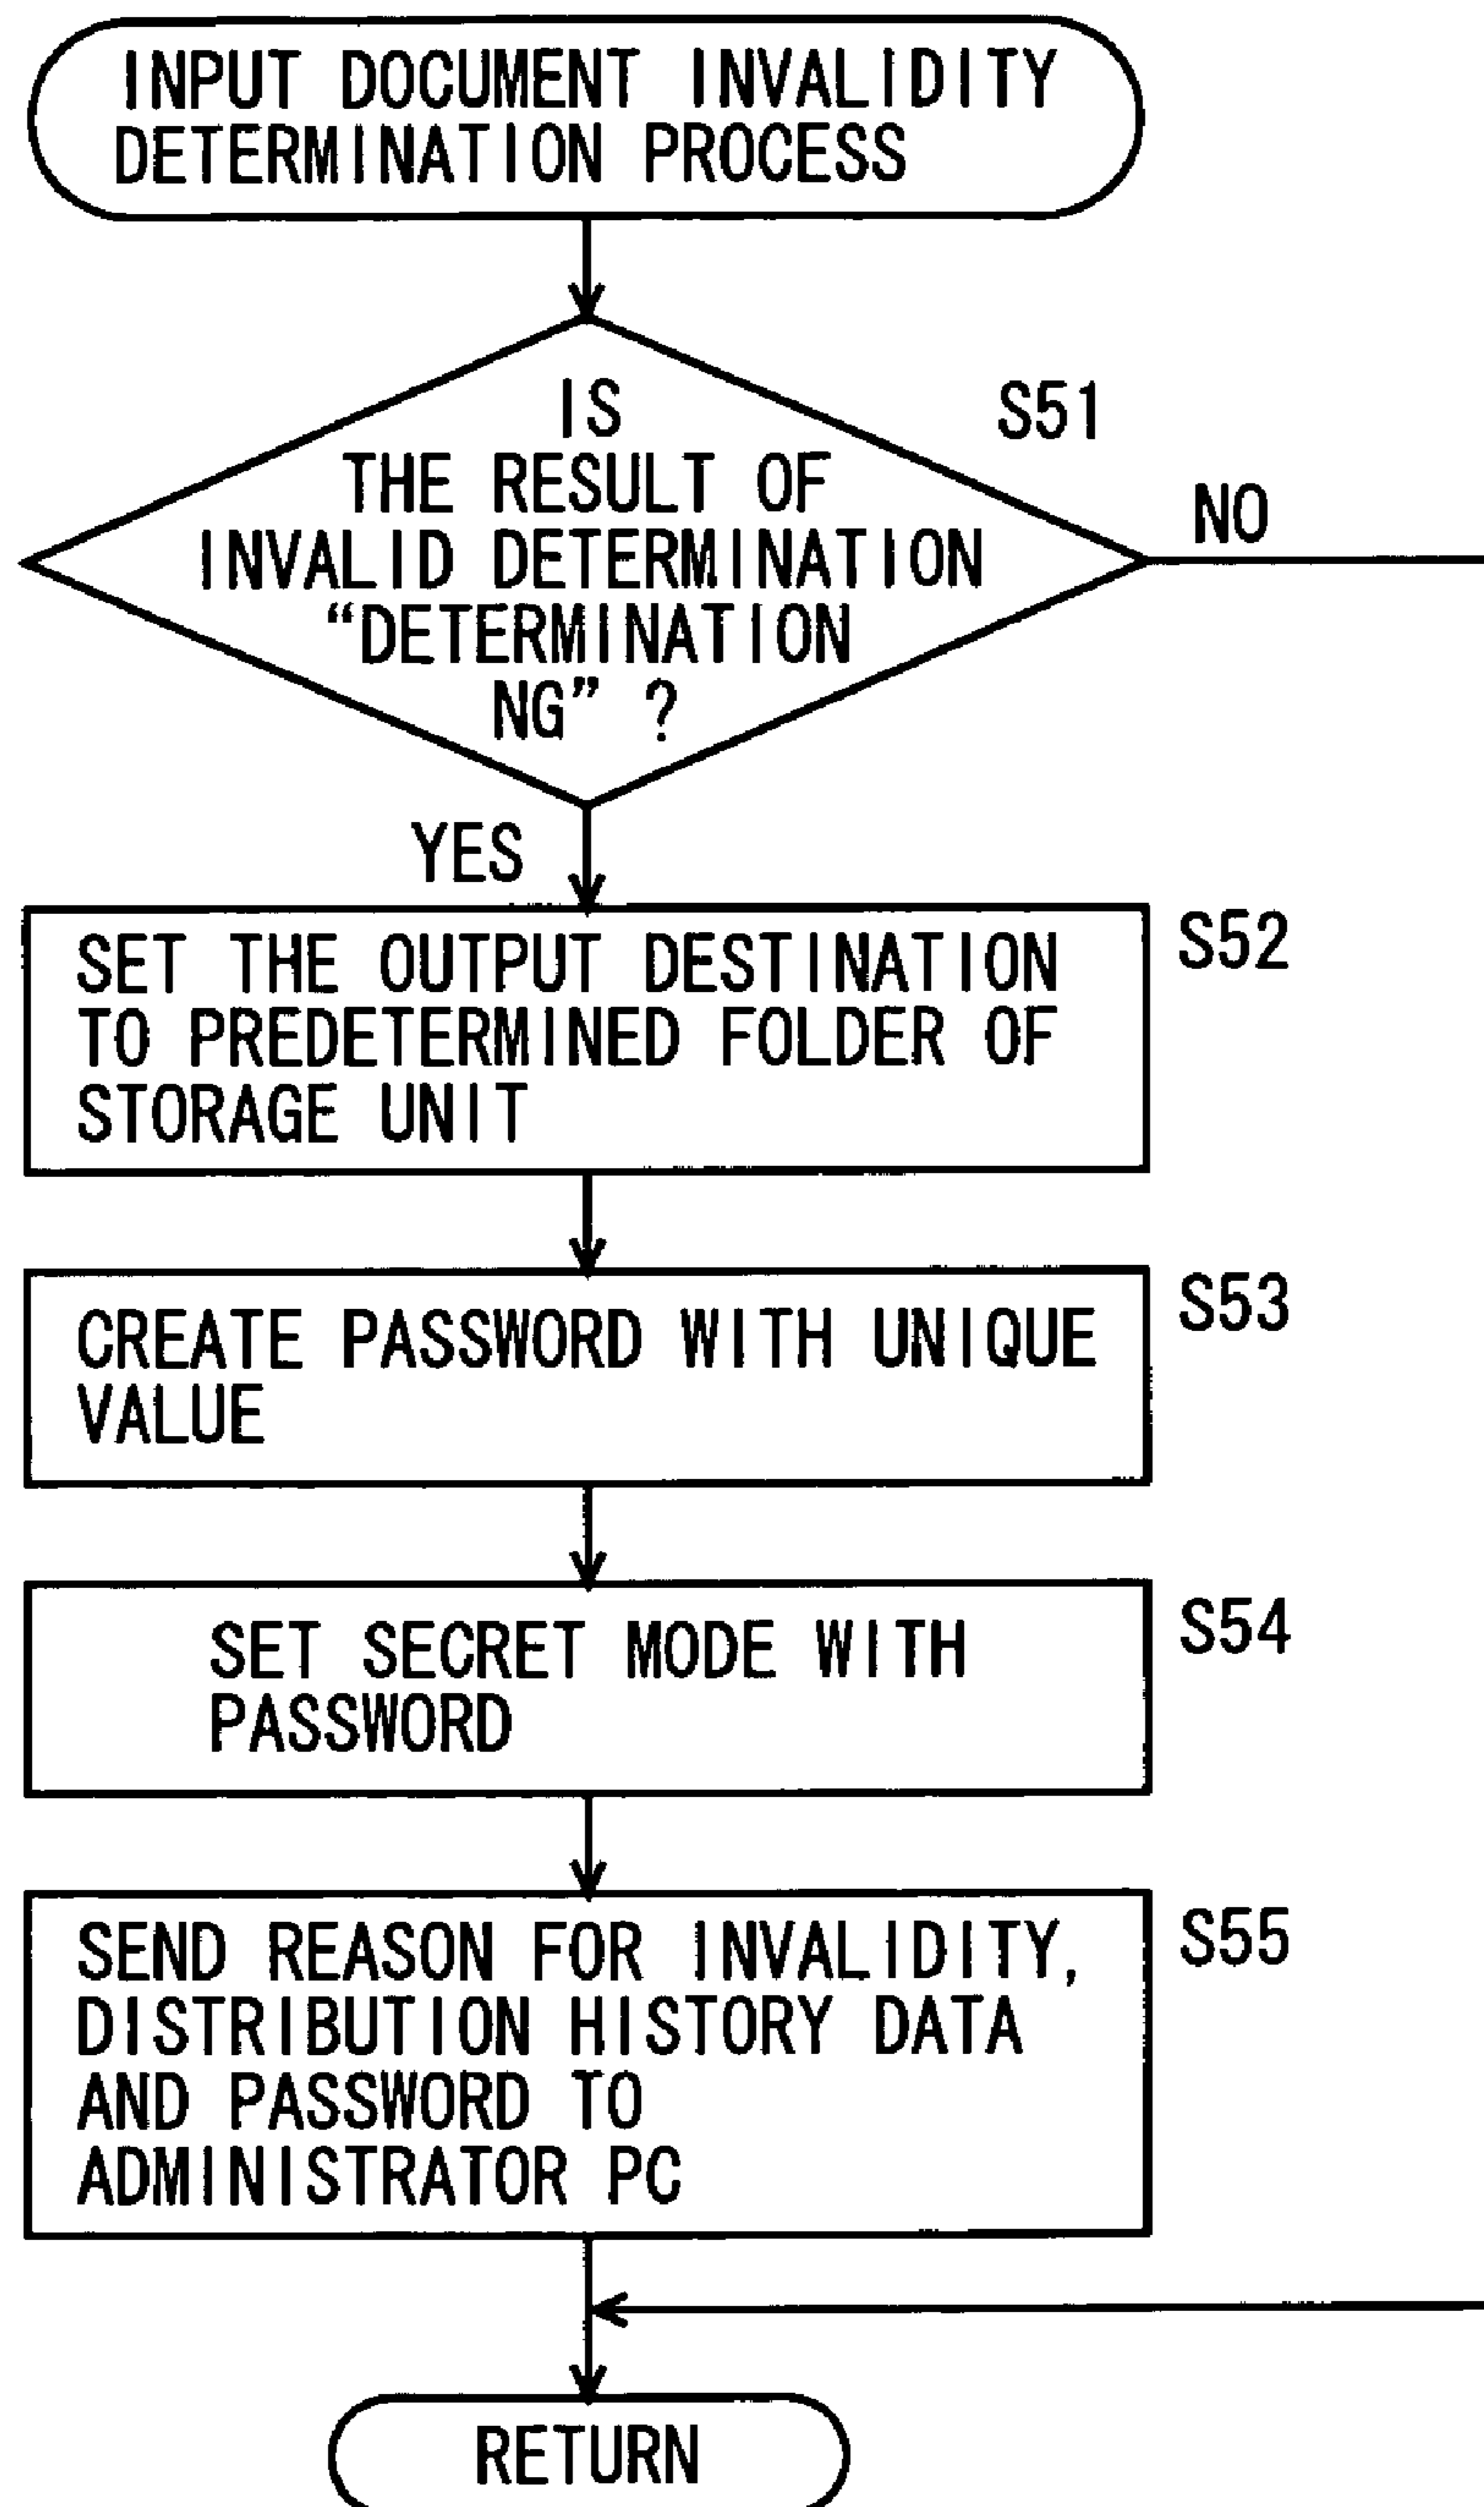 INPUT DOCUMENT INVALIDITY
DETERMINATION PROCESS
IS
THE RESULT OF
INVALID DETERMINATION
“DETERMINATION
NG” ?
S51
NO
YES
SET THE OUTPUT DESTINATION
TO PREDETERMINED FOLDER OF
STORAGE UNIT
S52
CREATE PASSWORD WITH UNIQUE
VALUE
S53
SET SECRET MODE WITH
PASSWORD
S54
SEND REASON FOR INVALIDITY,
DISTRIBUTION HISTORY DATA
AND PASSWORD TO
ADMINISTRATOR PC
S55
RETURN